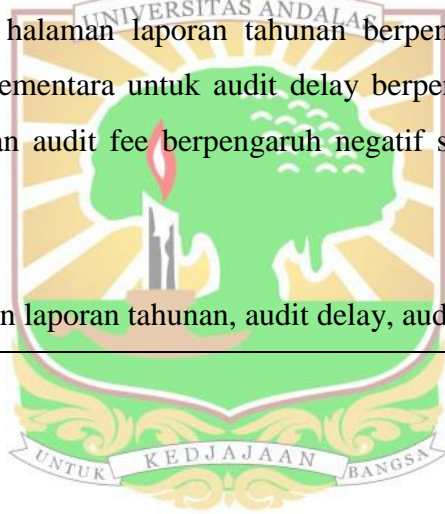 UNIVERSITAS ANDALAS
halaman laporan tahunan berpen
ementara untuk audit delay berpen
an audit fee berpengaruh negatif s
n laporan tahunan, audit delay, aud
UNTUK KEDJAJAAN BANGSA